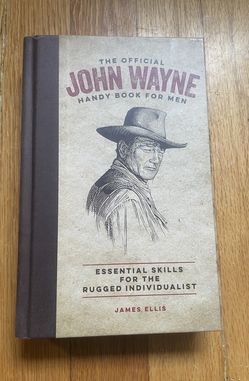 THE OFFICIAL
JOHN WAYNE
HANDY BOOK FOR MEN
ESSENTIAL SKILLS
FOR THE
RUGGED INDIVIDUALIST
JAMES ELLIS